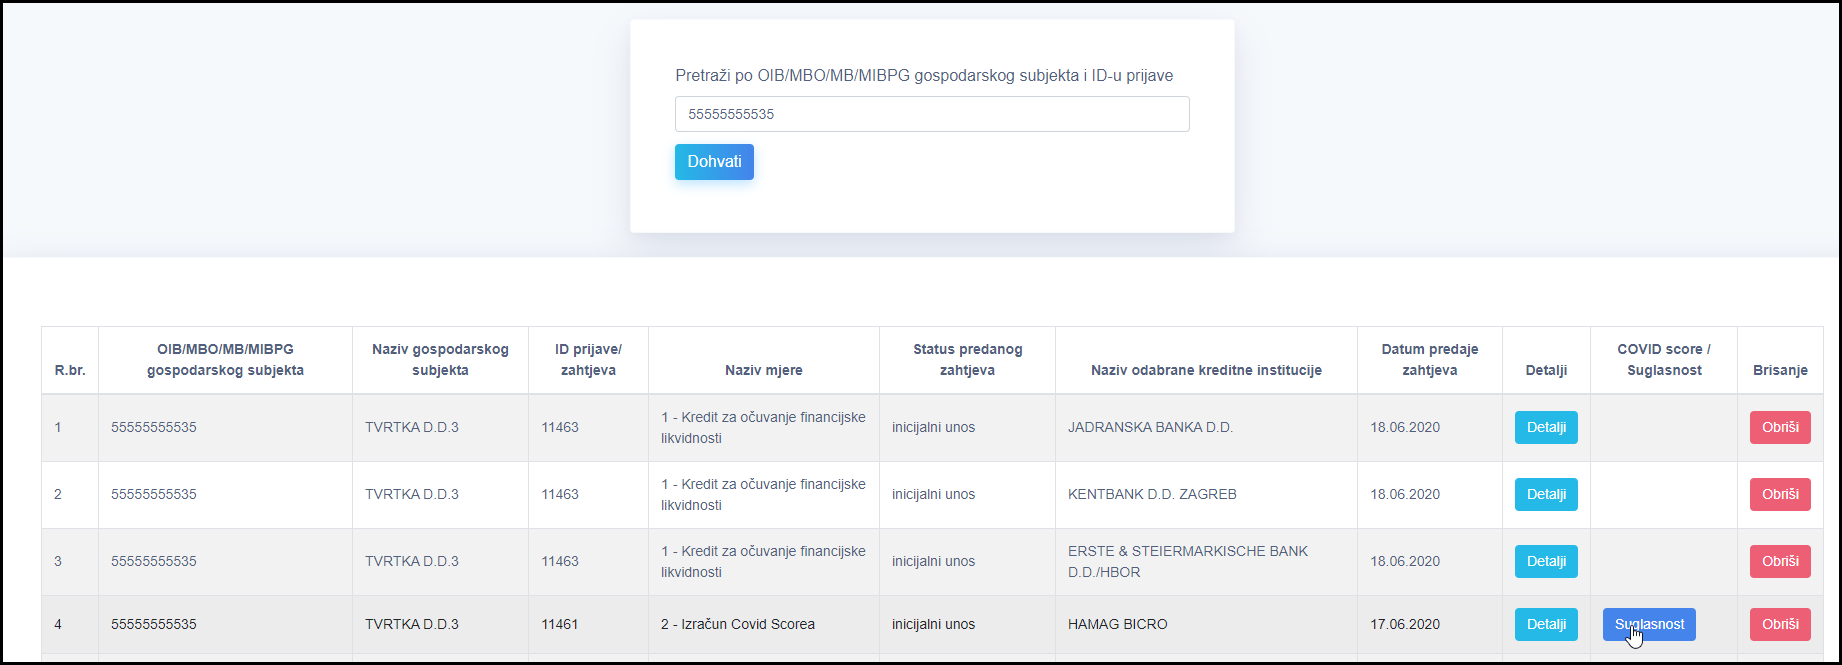 Pretraži po OIB/MBO/MB/MIBPG gospodarskog subjekta i ID-u prijave
55555555535
Dohvati
R.br.
OIB/MBO/MB/MIBPG
gospodarskog subjekta
Naziv gospodarskog
subjekta
ID prijave/
zahtjeva
Naziv mjere
Status predanog
zahtjeva
Naziv odabrane kreditne institucije
Datum predaje
zahtjeva
Detalji
COVID score /
Suglasnost
Brisanje
1
55555555535
TVRTKA D.D.3
11463
1 - Kredit za očuvanje financijske
likvidnosti
inicijalni unos
JADRANSKA BANKA D.D.
18.06.2020
Detalji
Obriši
2
55555555535
TVRTKA D.D.3
11463
1 - Kredit za očuvanje financijske
likvidnosti
inicijalni unos
KENTBANK D.D. ZAGREB
18.06.2020
Detalji
Obriši
3
55555555535
TVRTKA D.D.3
11463
1 - Kredit za očuvanje financijske
likvidnosti
inicijalni unos
ERSTE & STEIERMARKISCHE BANK
D.D./HBOR
18.06.2020
Detalji
Obriši
4
55555555535
TVRTKA D.D.3
11461
2 - Izračun Covid Scorea
inicijalni unos
HAMAG BICRO
17.06.2020
Detalji
Suglasnost
Obriši